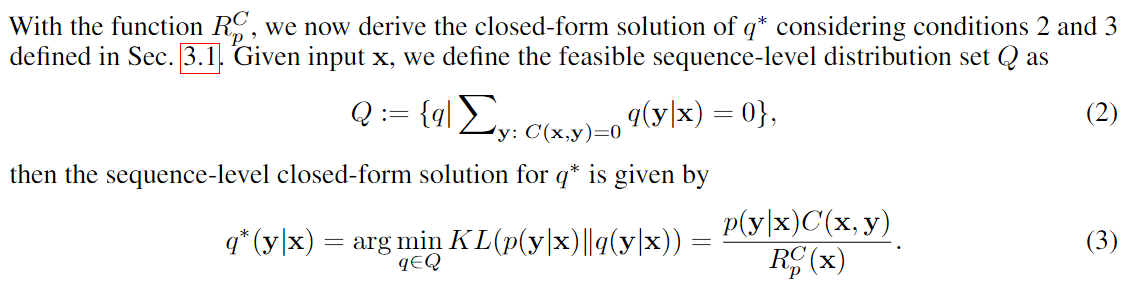 With the function $R_p^C$, we now derive the closed-form solution of $q^*$ considering conditions 2 and 3
defined in Sec. 3.1. Given input $\mathbf{x}$, we define the feasible sequence-level distribution set $Q$ as
$Q := \{q | \sum_{\mathbf{y}:\ C(\mathbf{x},\mathbf{y})=0} q(\mathbf{y}|\mathbf{x}) = 0\},$ (2)
then the sequence-level closed-form solution for $q^*$ is given by
$q^*(\mathbf{y}|\mathbf{x}) = \arg\min_{q \in Q} KL(p(\mathbf{y}|\mathbf{x}) \| q(\mathbf{y}|\mathbf{x})) = \frac{p(\mathbf{y}|\mathbf{x})C(\mathbf{x},\mathbf{y})}{R_p^C(\mathbf{x})}.$ (3)